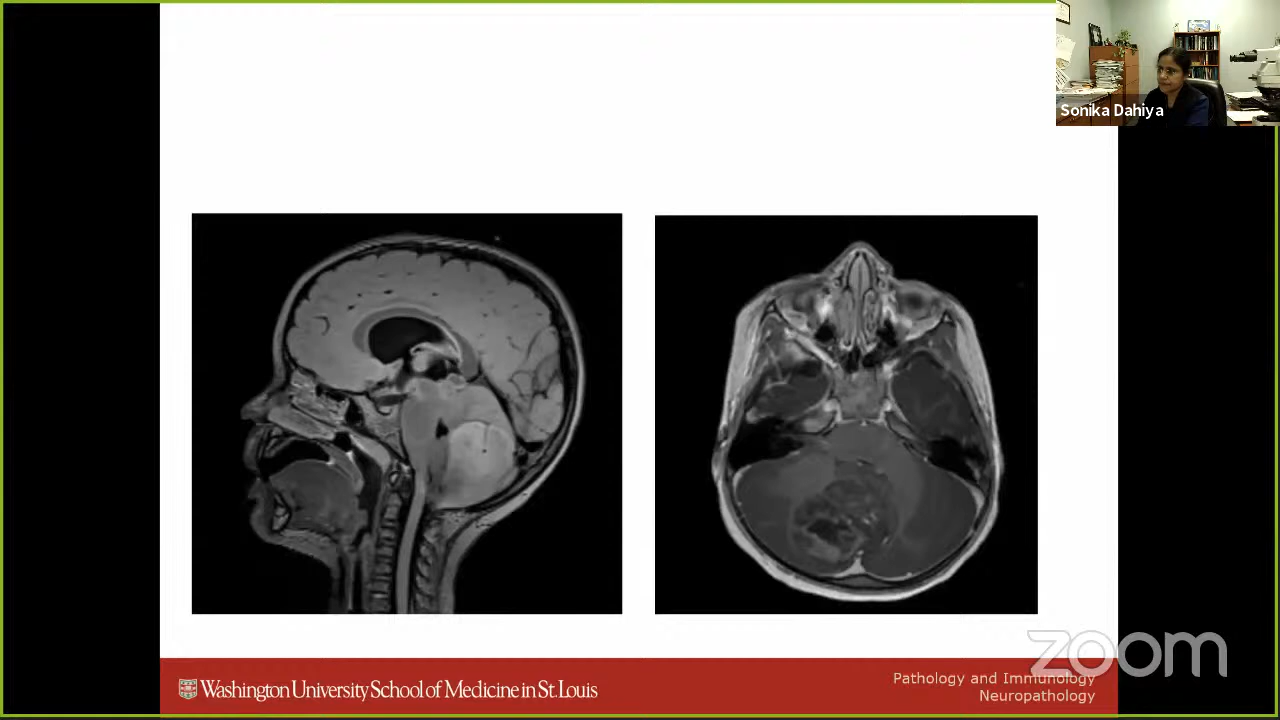 Sonika Dahiya
Washington University School of Medicine in St. Louis
Pathology and Immunology
Neuropathology
zoom